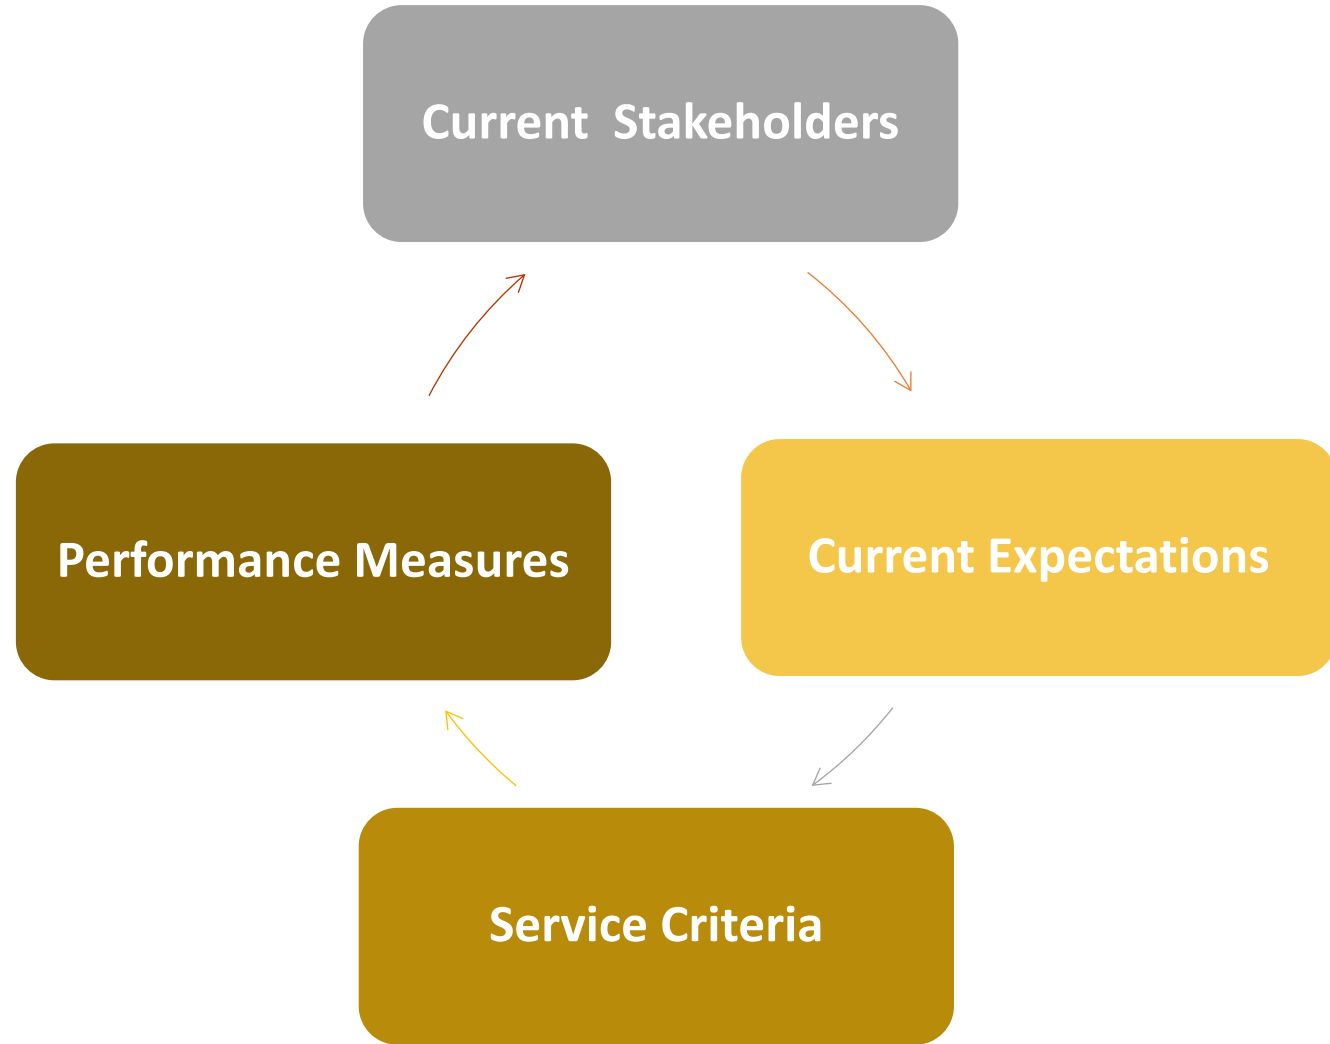 Current  Stakeholders
Performance Measures
Current Expectations
Service Criteria